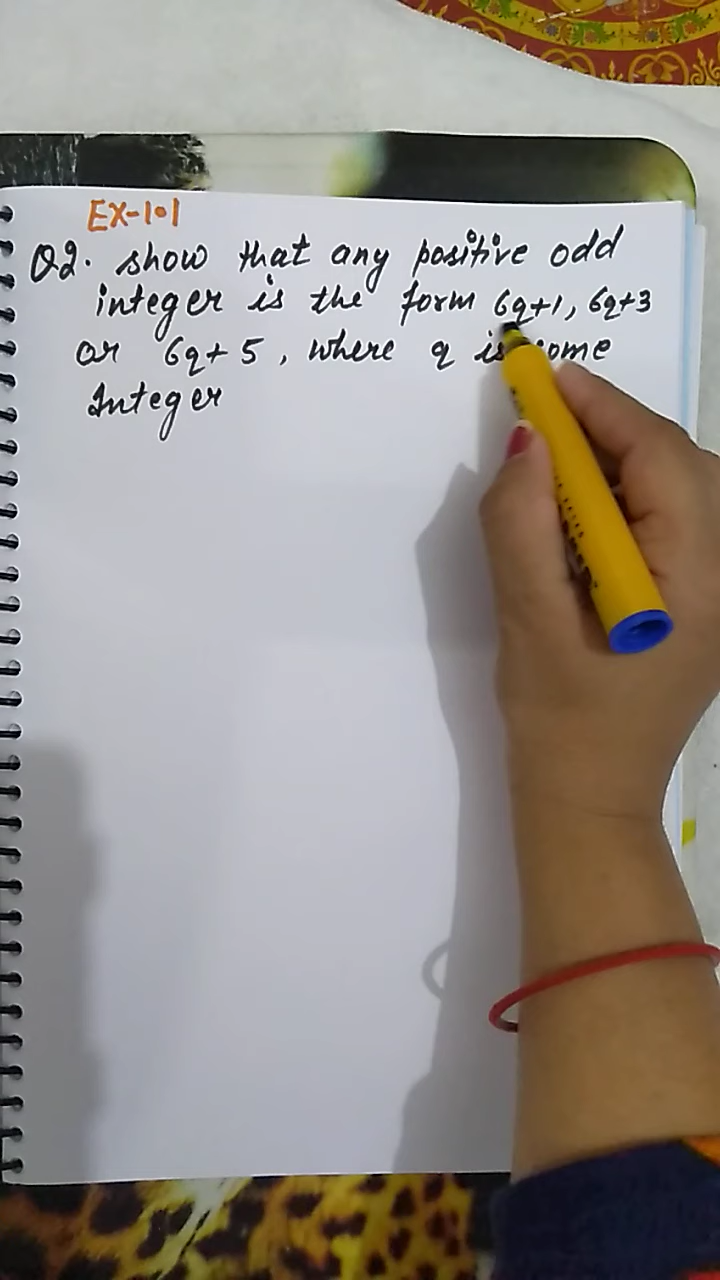 EX-1.1
Q2. show that any positive odd
integer is the form 6q+1, 6q+3
or 6q+5, where q is some
Integer